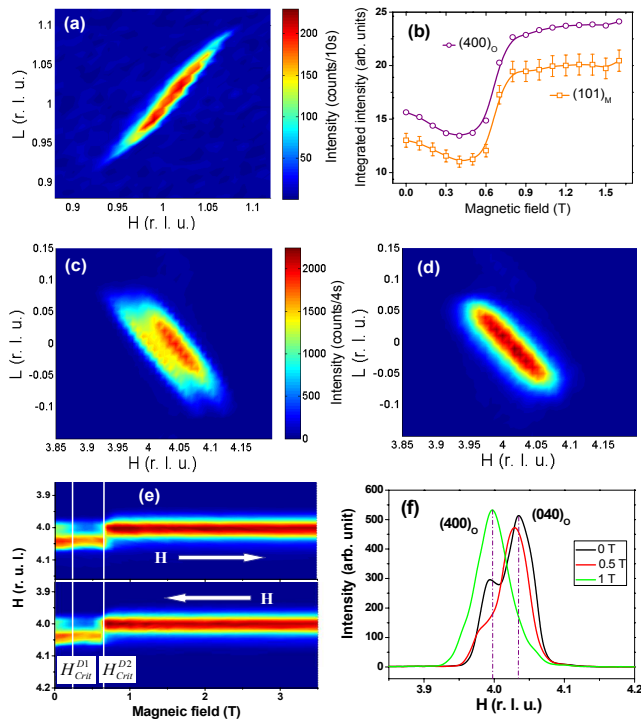 (a)
L (r. l. u.)
1.1
1.05
1
0.95
0.9
0.9
0.95
1
1.05
1.1
H (r. l. u.)
200
150
100
50
Intensity (counts/10s)
(b)
Integrated intensity (arb. units)
25
20
15
10
(400)O
(101)M
0.0
0.4
0.8
1.2
1.6
Magnetic field (T)
(c)
L (r. l. u.)
0.15
0.1
0.05
0
-0.05
-0.1
3.85
3.9
3.95
4
4.05
4.1
4.15
H (r. l. u.)
2000
1500
1000
500
0
Intensity (counts/4s)
(d)
L (r. l. u.)
0.15
0.1
0.05
0
-0.05
-0.1
3.85
3.9
3.95
4
4.05
4.1
4.15
H (r. l. u.)
(e)
H (r. u. l.)
3.9
4.0
4.1
H
3.9
4.0
4.1
4.2
H
H^{D1}_{Crit}
H^{D2}_{Crit}
0
1
2
3
Magneic field (T)
(f)
Intensity (arb. unit)
600
500
400
300
200
100
0
(400)O
(040)O
0 T
0.5 T
1 T
3.9
4.0
4.1
4.2
H (r. l. u.)